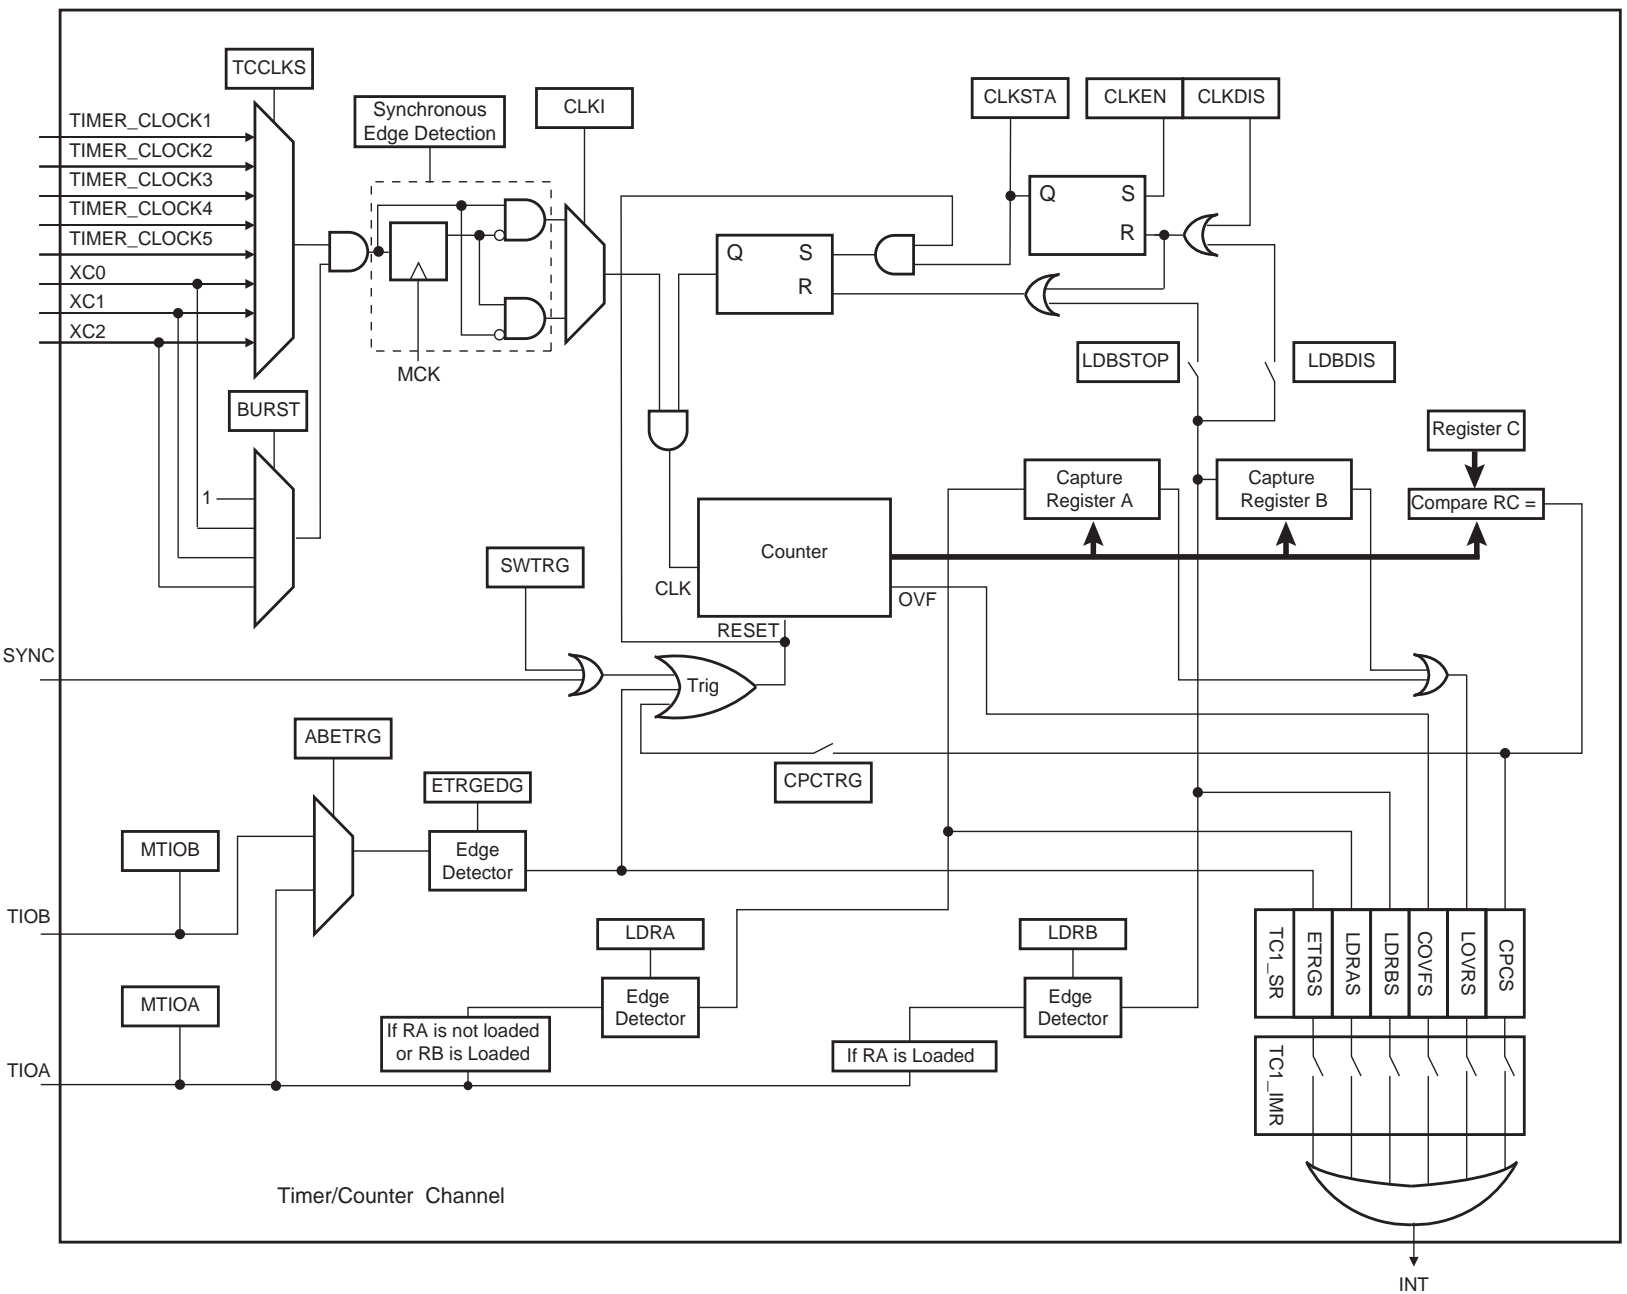 TCCLKS
TIMER_CLOCK1
TIMER_CLOCK2
TIMER_CLOCK3
TIMER_CLOCK4
TIMER_CLOCK5
XC0
XC1
XC2
Synchronous
Edge Detection
CLKI
MCK
BURST
1
CLKSTA
CLKEN
CLKDIS
Q
S
R
Q
S
R
LDBSTOP
LDBDIS
Register C
Capture
Register A
Capture
Register B
Compare RC =
Counter
CLK
OVF
RESET
SWTRG
SYNC
Trig
ABETRG
CPCTRG
ETRGEDG
MTIOB
Edge
Detector
TIOB
LDRA
LDRB
MTIOA
Edge
Detector
Edge
Detector
If RA is not loaded
or RB is Loaded
If RA is Loaded
TIOA
TC1_SR
ETRGS
LDRAS
LDRBS
COVFS
LOVRS
CPCS
TC1_IMR
Timer/Counter Channel
INT